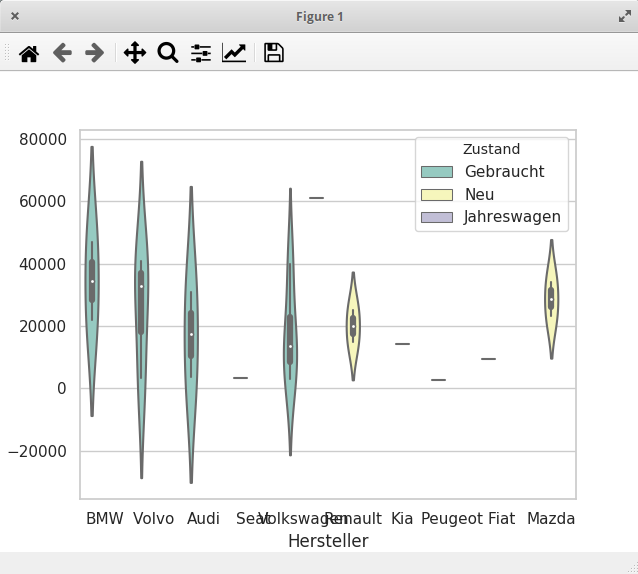 Figure 1
Zustand
Gebraucht
Neu
Jahreswagen
80000
60000
40000
20000
0
−20000
BMW Volvo Audi Seat Volkswagen Renault Kia Peugeot Fiat Mazda
Hersteller